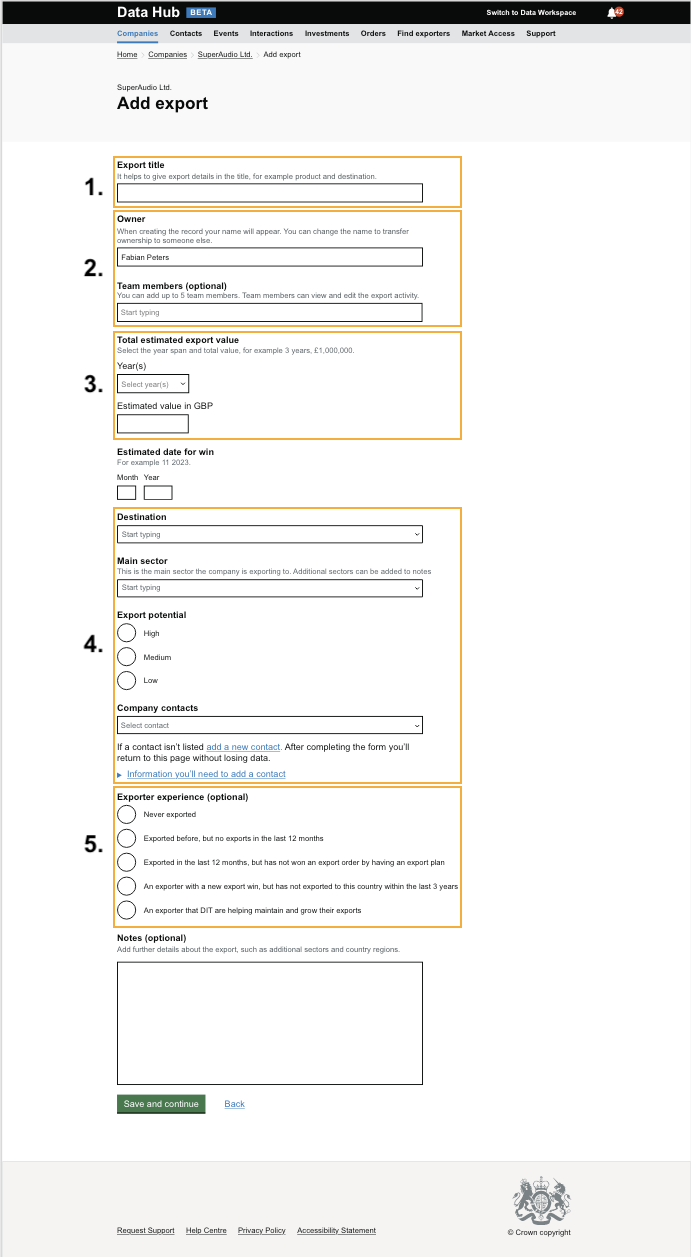 Data Hub BETA Switch to Data Workspace 42
Companies Contacts Events Interactions Investments Orders Find exporters Market Access Support
Home Companies SuperAudio Ltd. Add export
SuperAudio Ltd.
Add export
1.
Export title
It helps to give export details in the title, for example product and destination.
2.
Owner
When creating the record your name will appear. You can change the name to transfer
ownership to someone else.
Fabian Peters
Team members (optional)
You can add up to 5 team members. Team members can view and edit the export activity.
Start typing
3.
Total estimated export value
Select the year span and total value, for example 3 years, £1,000,000.
Year(s)
Select year(s)
Estimated value in GBP
Estimated date for win
For example 11 2023.
Month Year
4.
Destination
Start typing
Main sector
This is the main sector the company is exporting to. Additional sectors can be added to notes
Start typing
Export potential
High
Medium
Low
Company contacts
Select contact
If a contact isn't listed add a new contact. After completing the form you'll
return to this page without losing data.
Information you'll need to add a contact
5.
Exporter experience (optional)
Never exported
Exported before, but no exports in the last 12 months
Exported in the last 12 months, but has not won an export order by having an export plan
An exporter with a new export win, but has not exported to this country within the last 3 years
An exporter that DIT are helping maintain and grow their exports
Notes (optional)
Add further details about the export, such as additional sectors and country regions.
Save and continue Back
Request Support Help Centre Privacy Policy Accessibility Statement
© Crown copyright